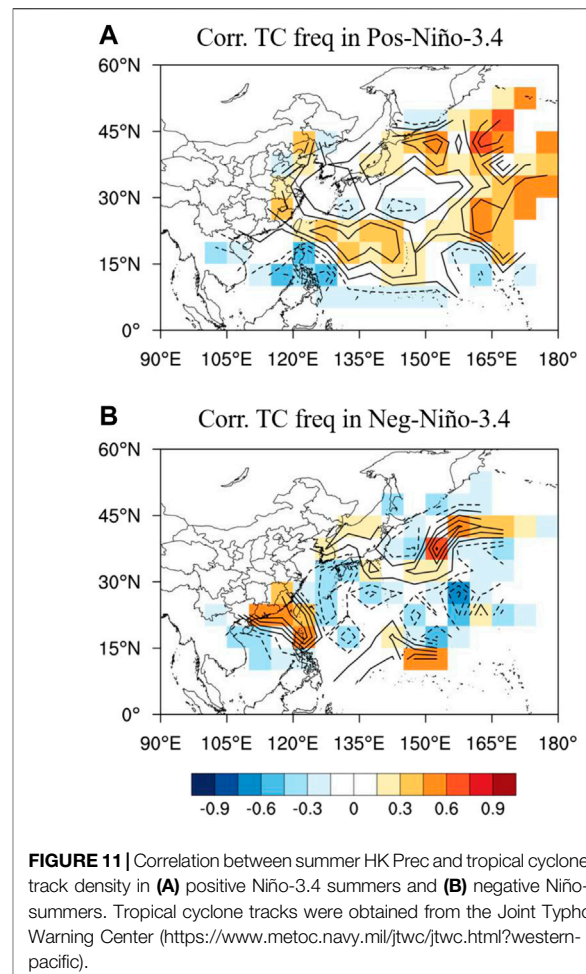 A
Corr. TC freq in Pos-Niño-3.4
60°N
45°N
30°N
15°N
0°
90°E 105°E 120°E 135°E 150°E 165°E 180°
B
Corr. TC freq in Neg-Niño-3.4
60°N
45°N
30°N
15°N
0°
90°E 105°E 120°E 135°E 150°E 165°E 180°
-0.9 -0.6 -0.3 0 0.3 0.6 0.9
FIGURE 11 | Correlation between summer HK Prec and tropical cyclone
track density in (A) positive Niño-3.4 summers and (B) negative Niño-
summers. Tropical cyclone tracks were obtained from the Joint Typho
Warning Center (https://www.metoc.navy.mil/jtwc/jtwc.html?western-
pacific).